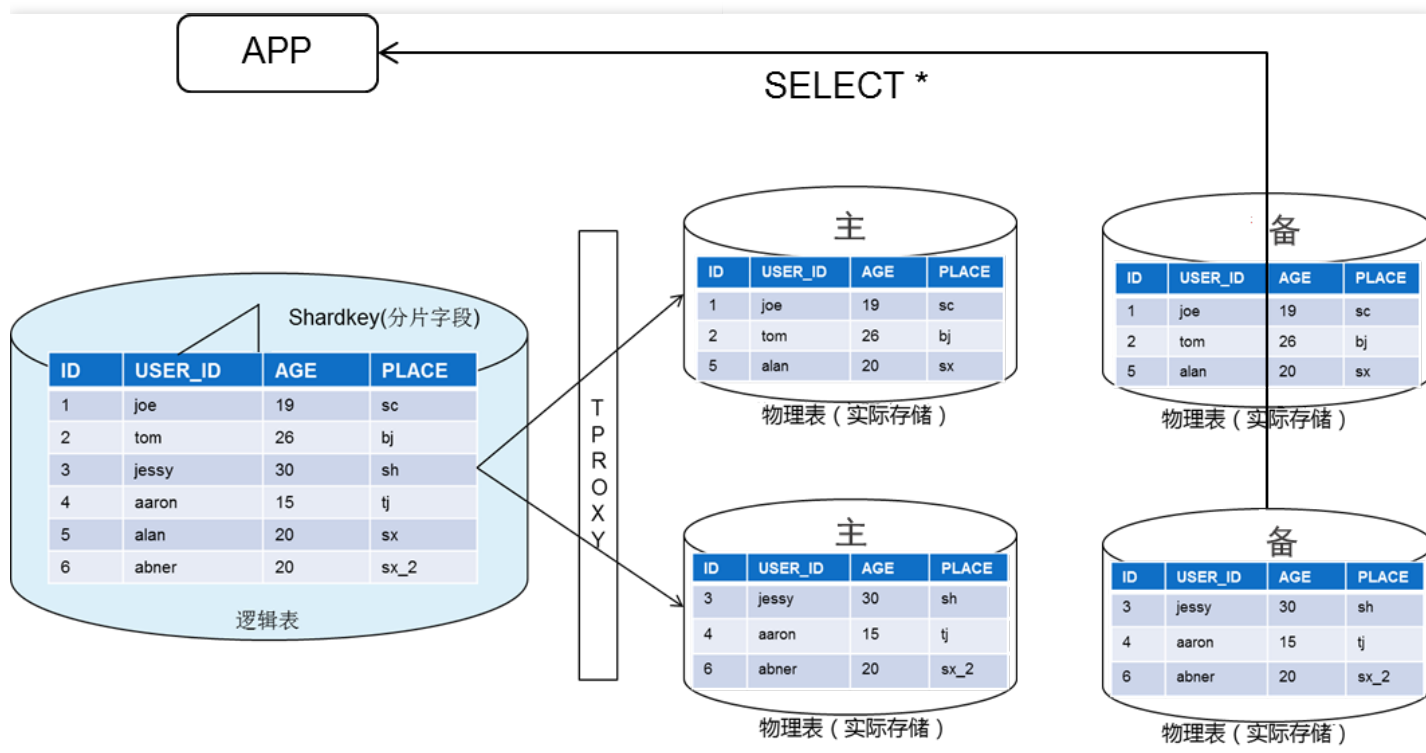 APP
SELECT *
Shardkey(分片字段)
ID USER_ID AGE PLACE
1 joe 19 sc
2 tom 26 bj
3 jessy 30 sh
4 aaron 15 tj
5 alan 20 sx
6 abner 20 sx_2
逻辑表
T
P
R
O
X
Y
主
ID USER_ID AGE PLACE
1 joe 19 sc
2 tom 26 bj
5 alan 20 sx
物理表（实际存储）
备
ID USER_ID AGE PLACE
1 joe 19 sc
2 tom 26 bj
5 alan 20 sx
物理表（实际存储）
主
ID USER_ID AGE PLACE
3 jessy 30 sh
4 aaron 15 tj
6 abner 20 sx_2
物理表（实际存储）
备
ID USER_ID AGE PLACE
3 jessy 30 sh
4 aaron 15 tj
6 abner 20 sx_2
物理表（实际存储）